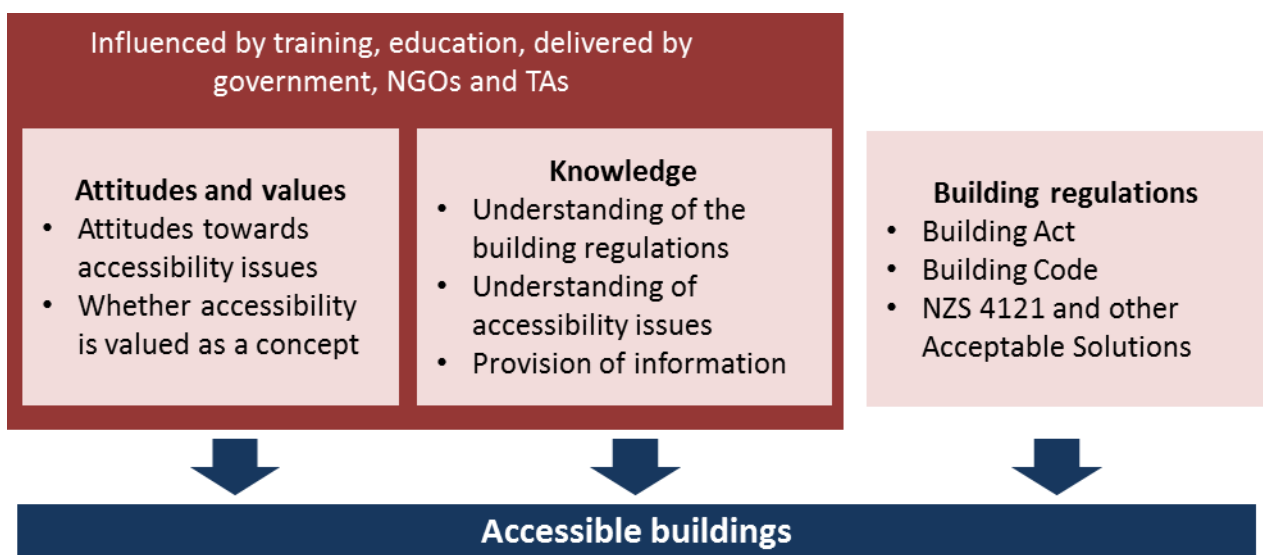 Influenced by training, education, delivered by
government, NGOs and TAs
Attitudes and values
• Attitudes towards
accessibility issues
• Whether accessibility
is valued as a concept
Knowledge
• Understanding of the
building regulations
• Understanding of
accessibility issues
• Provision of information
Building regulations
• Building Act
• Building Code
• NZS 4121 and other
Acceptable Solutions
Accessible buildings